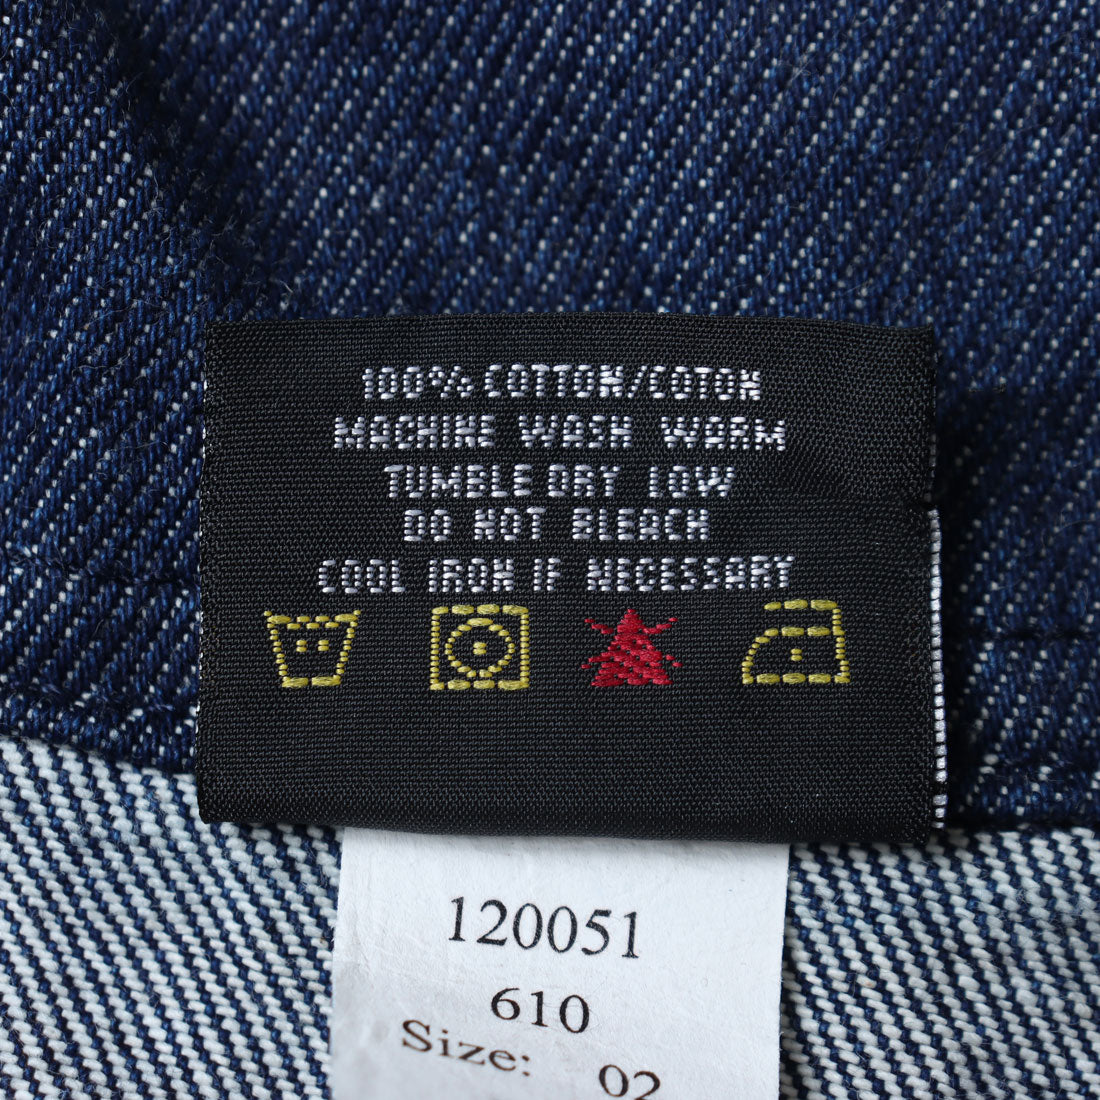 100% COTTON/COTON
MACHINE WASH WARM
TUMBLE DRY LOW
DO NOT BLEACH
COOL IRON IF NECESSARY
120051
610
Size: 02